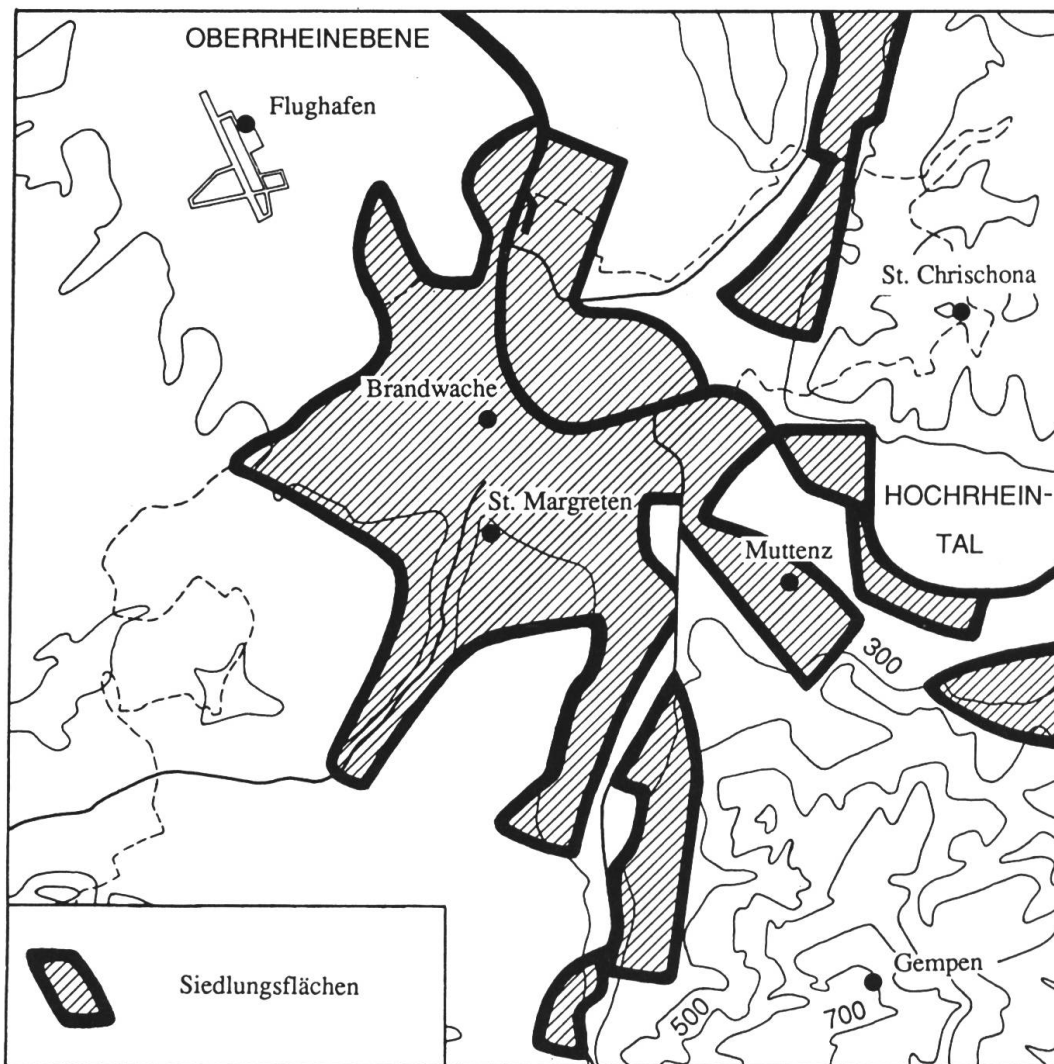 OBERRHEINEBENE
Flughafen
St. Chrischona
Brandwache
St. Margreten
HOCHRHEIN-
TAL
Muttenz
300
Gempen
500
700
Siedlungsflächen